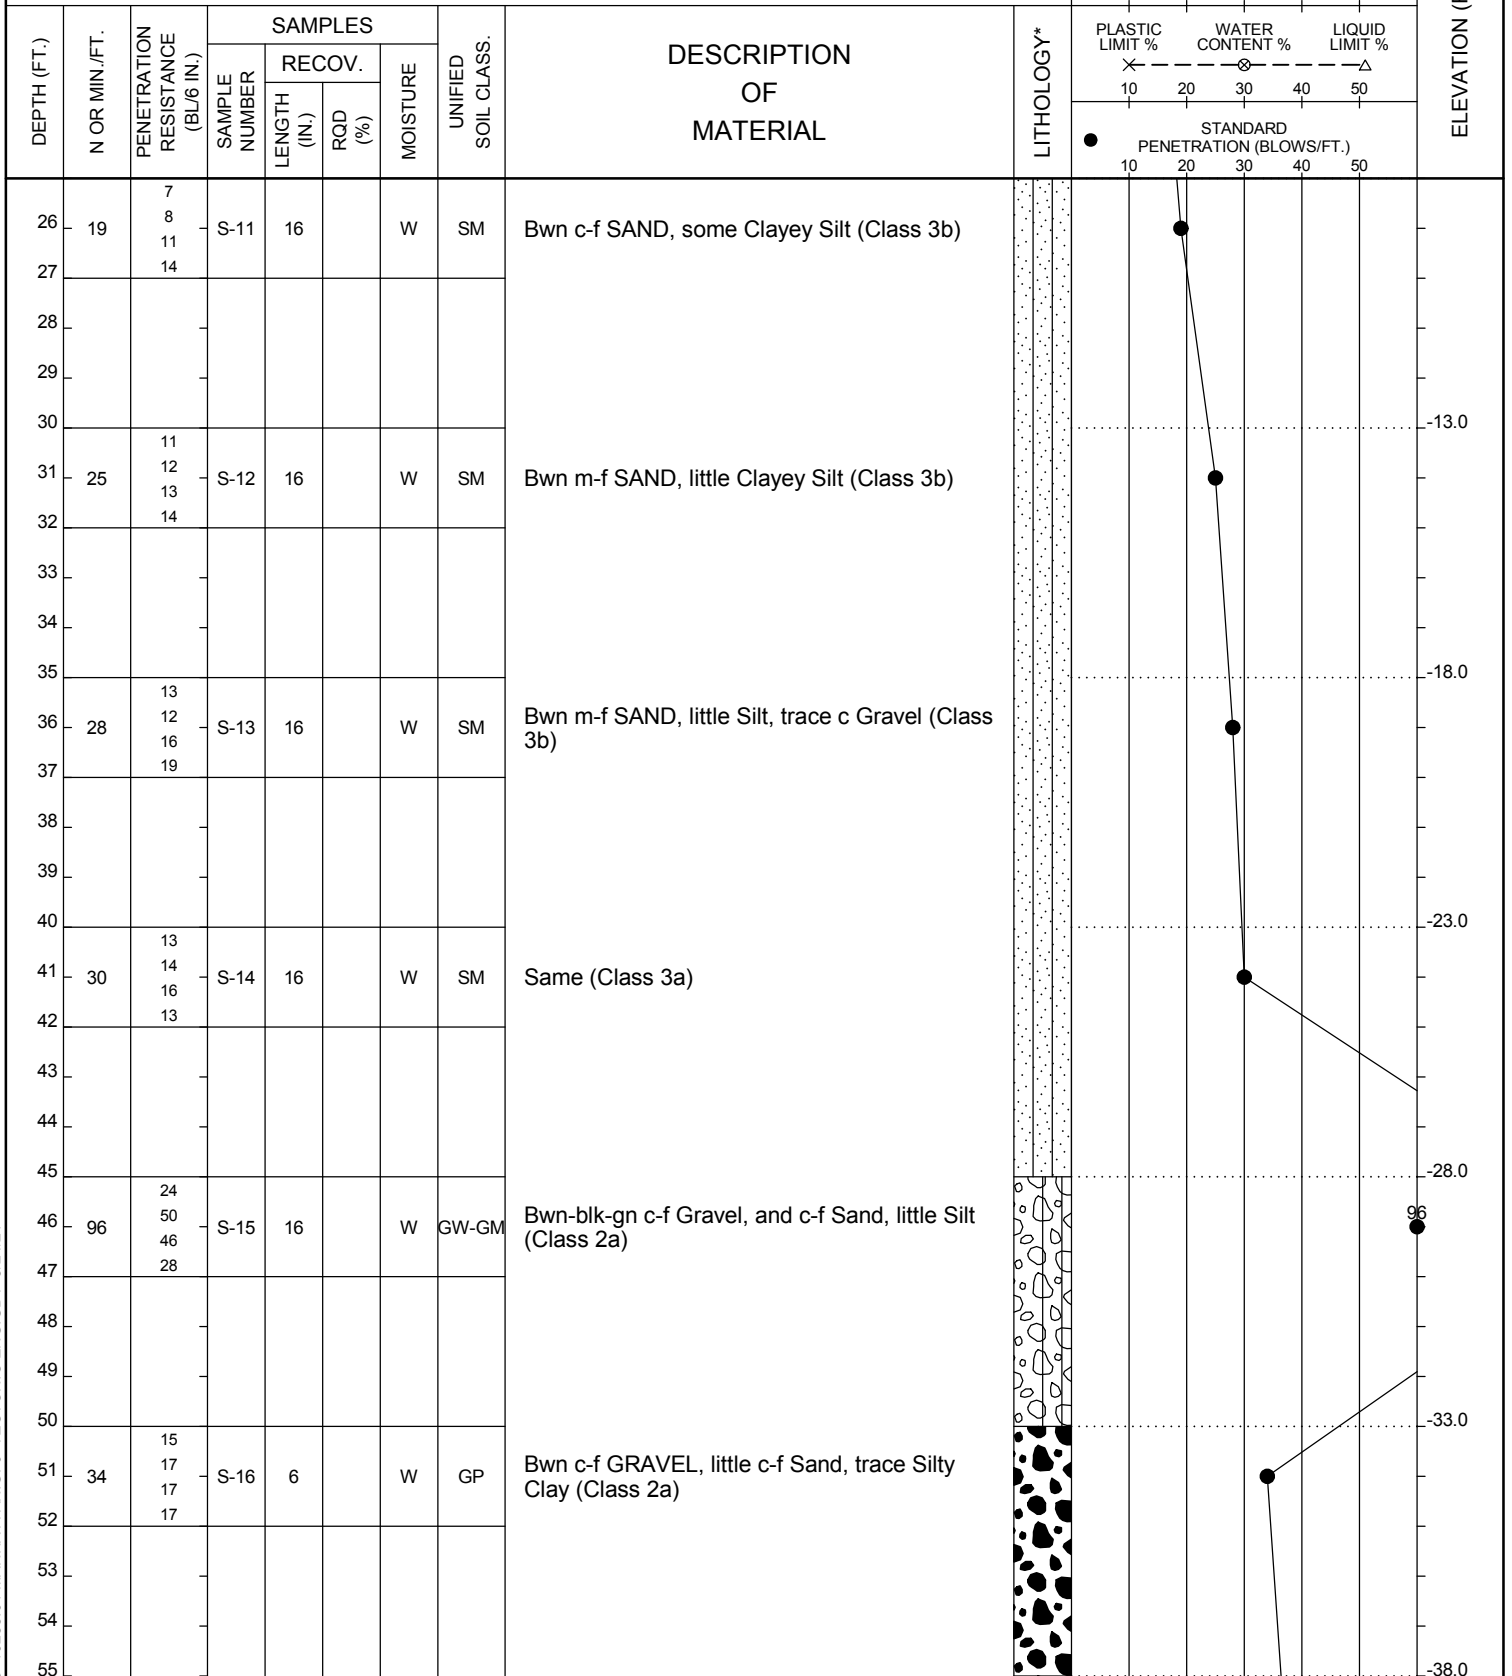 SAMPLES
RECOV.
DEPTH (FT.)
N OR MIN./FT.
PENETRATION
RESISTANCE
(BL/6 IN.)
SAMPLE
NUMBER
LENGTH
(IN.)
RQD
(%)
MOISTURE
UNIFIED
SOIL CLASS.
DESCRIPTION
OF
MATERIAL
LITHOLOGY*
PLASTIC
LIMIT %
WATER
CONTENT %
LIQUID
LIMIT %
10 20 30 40 50
STANDARD
PENETRATION (BLOWS/FT.)
10 20 30 40 50
ELEVATION
7
8
26 19 S-11 16 W SM Bwn c-f SAND, some Clayey Silt (Class 3b)
11
14
27
28
29
30 -13.0
11
12
31 25 S-12 16 W SM Bwn m-f SAND, little Clayey Silt (Class 3b)
13
14
32
33
34
35 -18.0
13
12
36 28 S-13 16 W SM Bwn m-f SAND, little Silt, trace c Gravel (Class
3b)
16
19
37
38
39
40 -23.0
13
14
41 30 S-14 16 W SM Same (Class 3a)
16
13
42
43
44
45 -28.0
24
50
46 96 S-15 16 W GW-GM Bwn-blk-gn c-f Gravel, and c-f Sand, little Silt
(Class 2a)
96
46
28
47
48
49
50 -33.0
15
17
51 34 S-16 6 W GP Bwn c-f GRAVEL, little c-f Sand, trace Silty
Clay (Class 2a)
17
17
52
53
54
55 -38.0